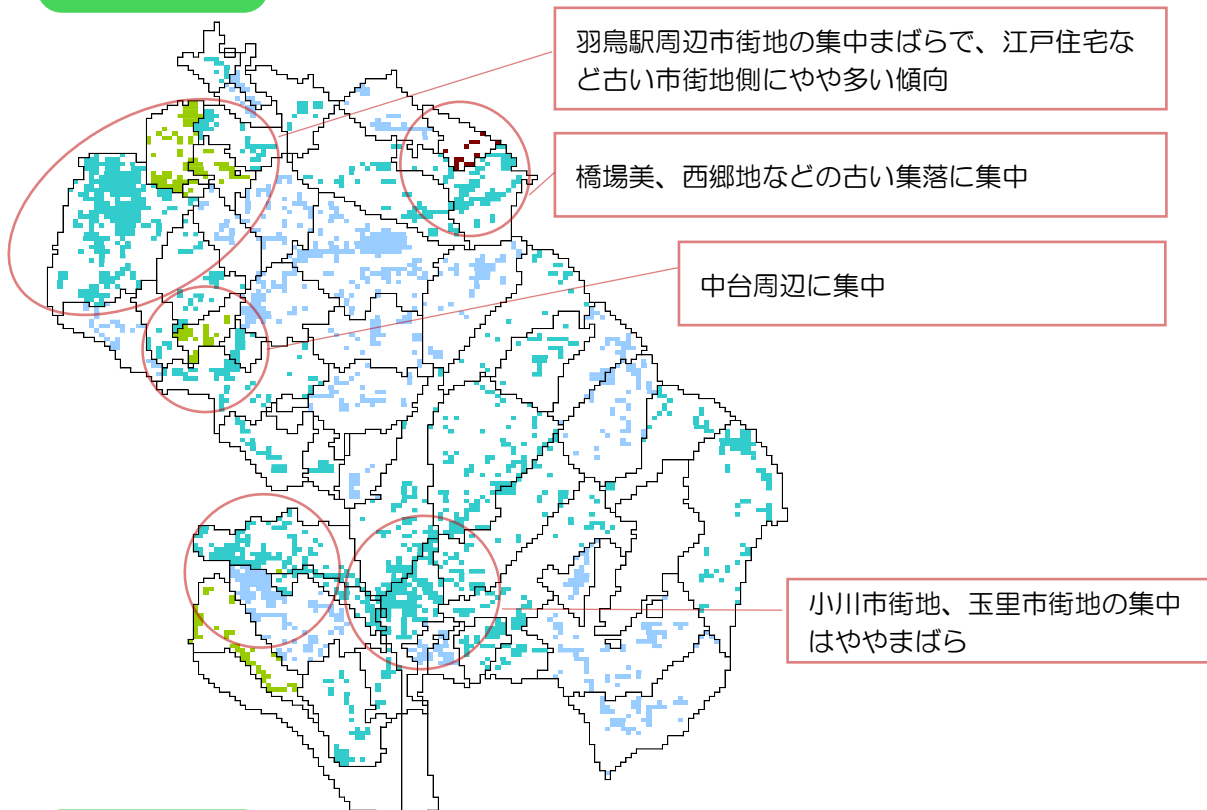 羽鳥駅周辺市街地の集中まばらで、江戸住宅な
ど古い市街地側にやや多い傾向
橋場美、西郷地などの古い集落に集中
中台周辺に集中
小川市街地、玉里市街地の集中
はややまばら